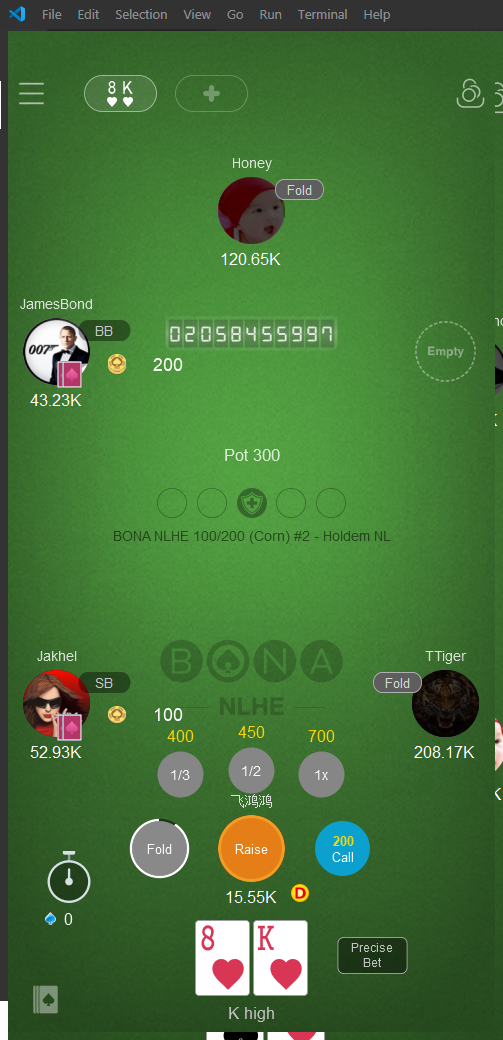 File Edit Selection View Go Run Terminal Help
8 K
Honey
Fold
120.65K
JamesBond
007
BB
02058455997
200
Empty
43.23K
Pot 300
BONA NLHE 100/200 (Corn) #2 - Holdem NL
BONA
Jakhel
TTiger
SB
Fold
100
NLHE
52.93K
208.17K
400
450
700
1/3
1/2
1x
飞鸿鸿
Fold
Raise
200
Call
15.55K
D
0
8
K
Precise
Bet
K high